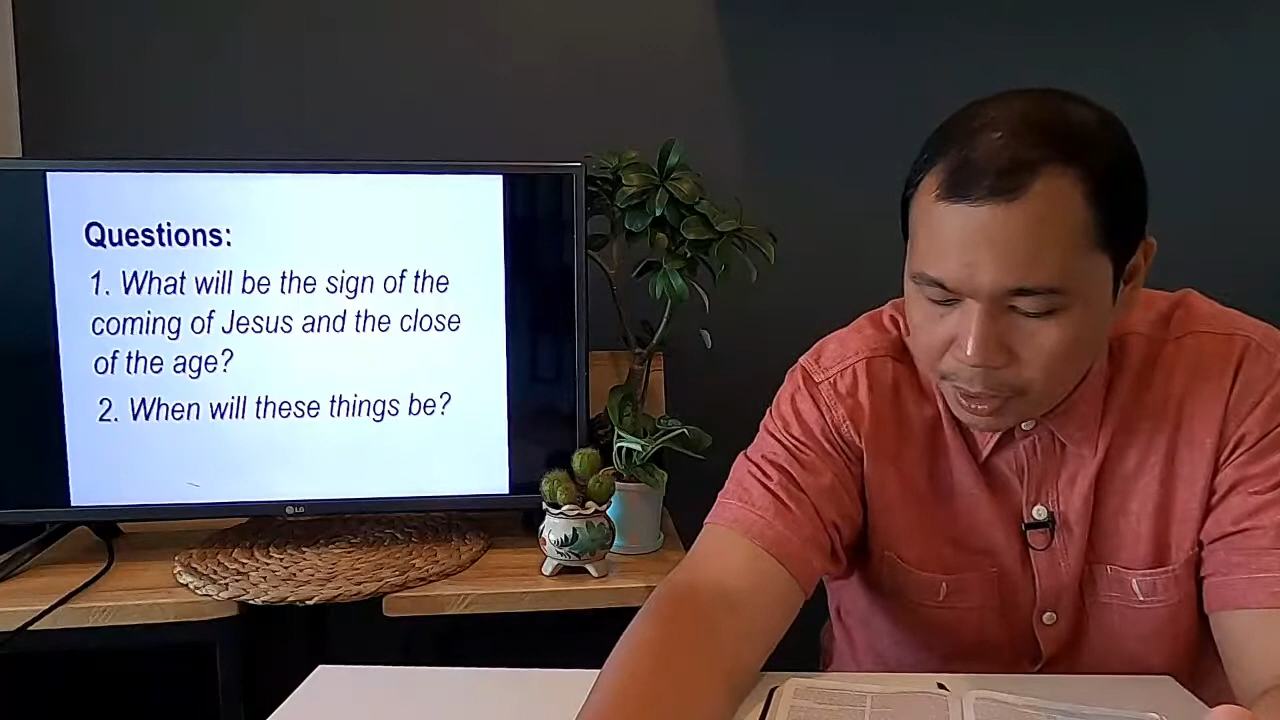 Questions:
1. What will be the sign of the
coming of Jesus and the close
of the age?
2. When will these things be?
LG